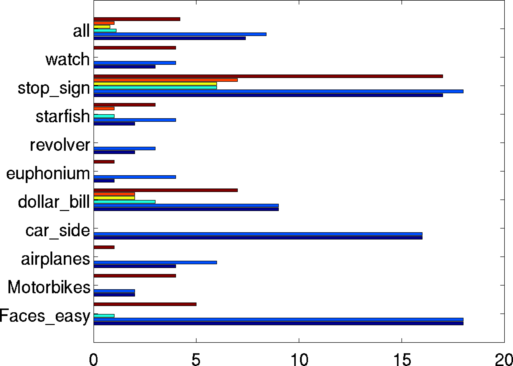 all
watch
stop_sign
starfish
revolver
euphonium
dollar_bill
car_side
airplanes
Motorbikes
Faces_easy
0 5 10 15 20